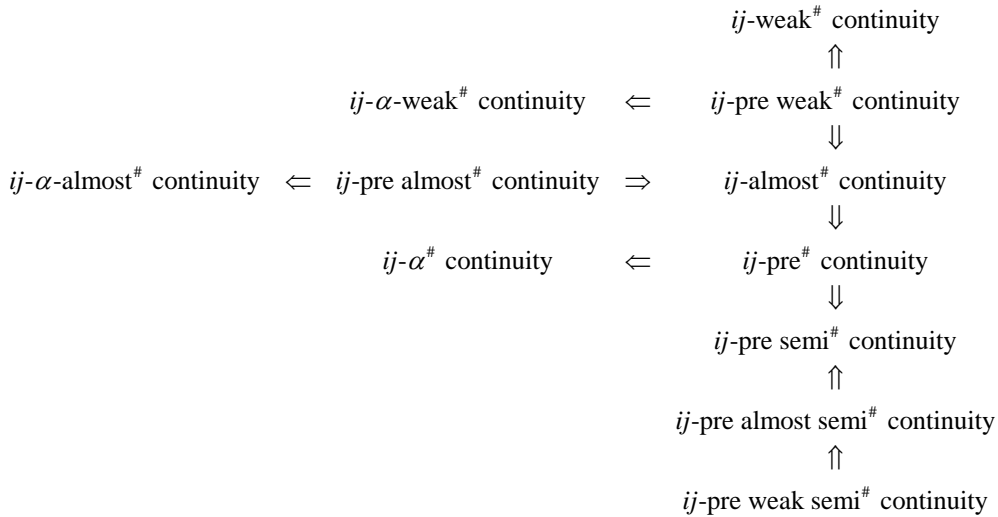 ij-weak# continuity
⇑
ij-α-weak# continuity ⇐ ij-pre weak# continuity
⇓
ij-α-almost# continuity ⇐ ij-pre almost# continuity ⇒ ij-almost# continuity
⇓
ij-α# continuity ⇐ ij-pre# continuity
⇓
ij-pre semi# continuity
⇑
ij-pre almost semi# continuity
⇑
ij-pre weak semi# continuity